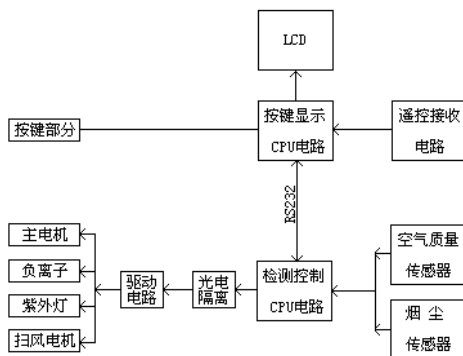 LCD
按键部分
按键显示
CPU电路
遥控接收
电路
RS232
主电机
负离子
紫外灯
扫风电机
驱动
电路
光电
隔离
检测控制
CPU电路
空气质量
传感器
烟 尘
传感器